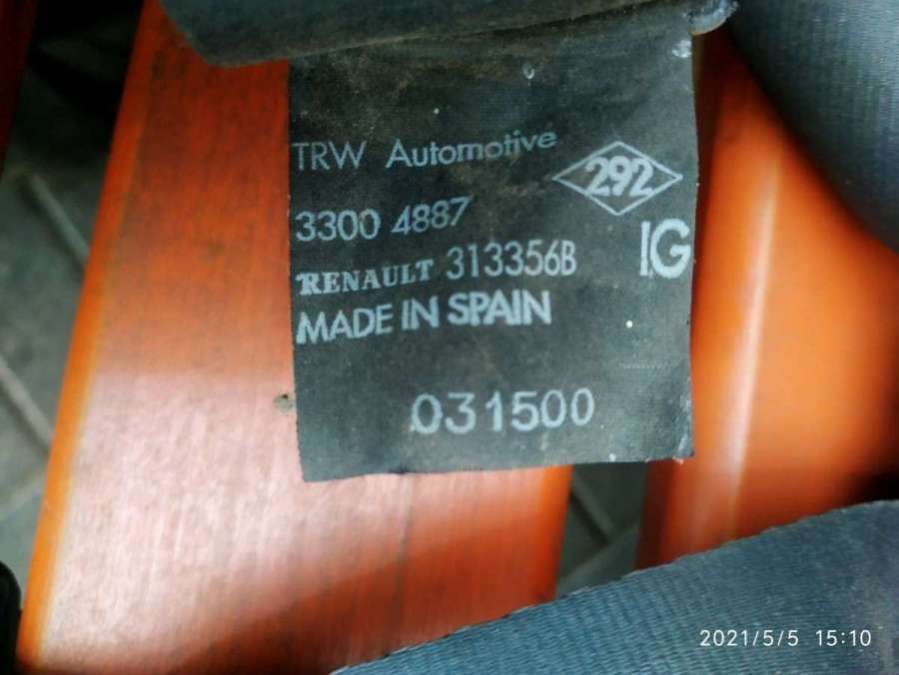 TRW Automotive
292
3300 4887
RENAULT 313356B
IG
MADE IN SPAIN
031500
2021/5/5 15:10